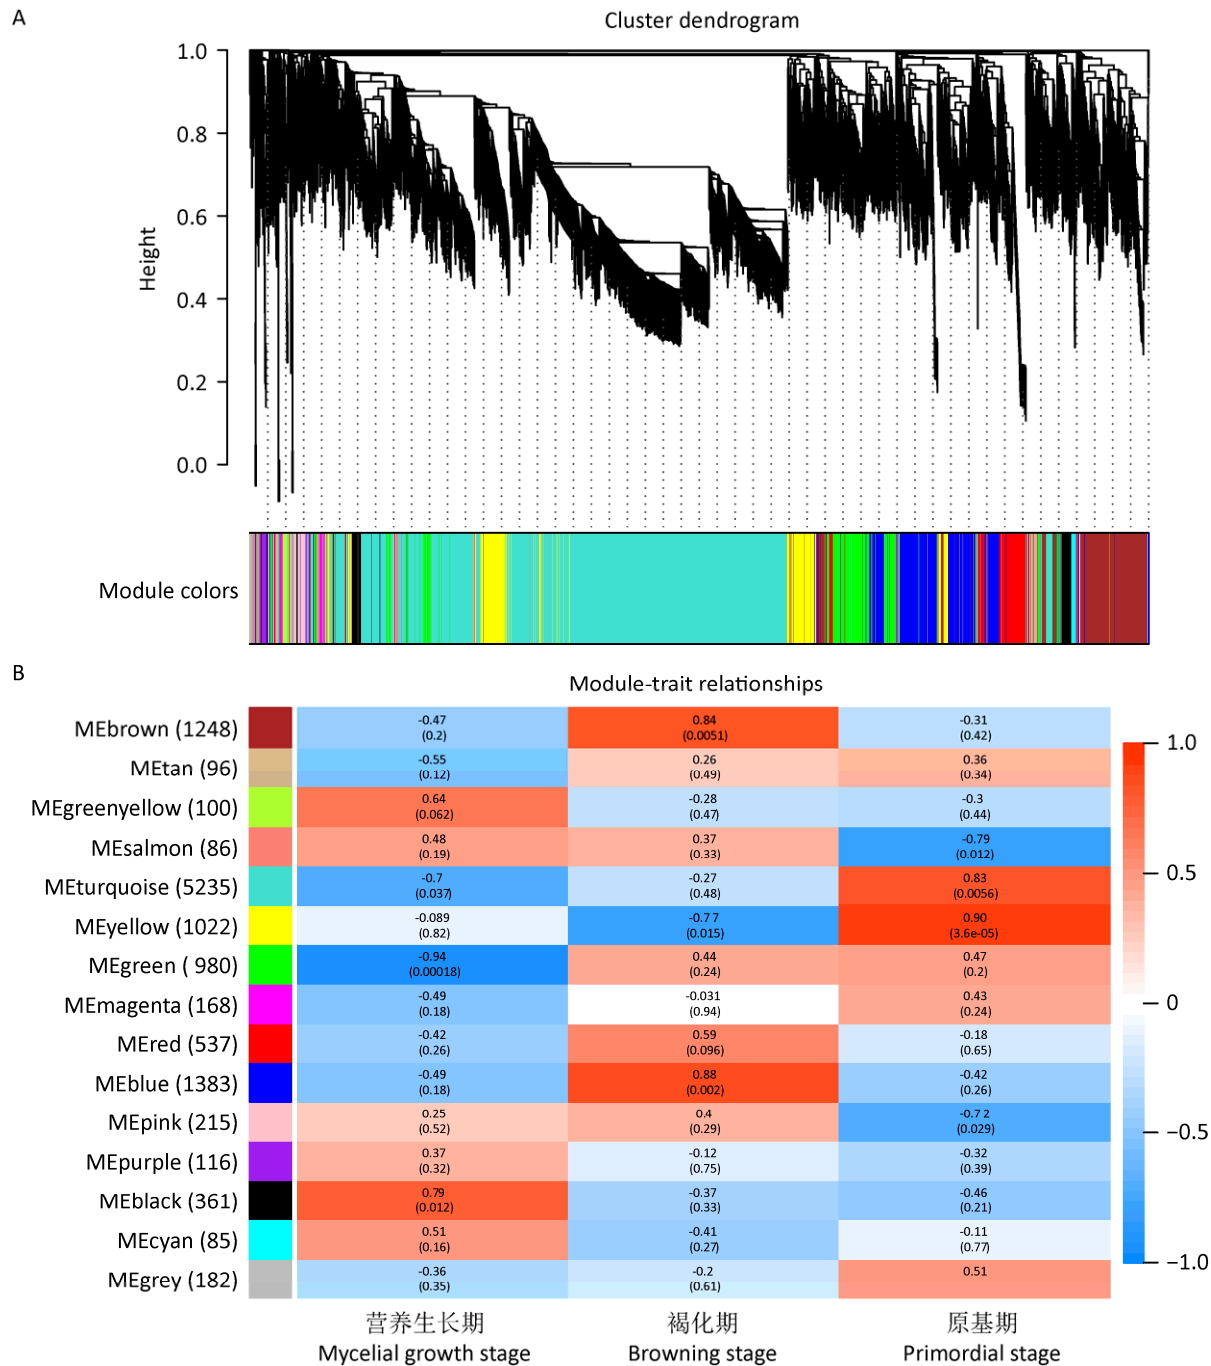 A
Cluster dendrogram
1.0
0.8
0.6
0.4
0.2
0.0
Height
Module colors
B
Module-trait relationships
MEbrown (1248) -0.47 0.84 -0.31
(0.2) (0.0051) (0.42)
MEtan (96) -0.55 0.26 0.36
(0.12) (0.49) (0.34)
MEgreenyellow (100) 0.64 -0.28 -0.3
(0.062) (0.47) (0.44)
MEsalmon (86) 0.48 0.37 -0.79
(0.19) (0.33) (0.012)
MEturquoise (5235) -0.7 -0.27 0.83
(0.037) (0.48) (0.0056)
MEyellow (1022) -0.089 -0.77 0.90
(0.82) (0.015) (3.6e-05)
MEgreen ( 980) -0.94 0.44 0.47
(0.00018) (0.24) (0.2)
MEmagenta (168) -0.49 -0.031 0.43
(0.18) (0.94) (0.24)
MEred (537) -0.42 0.59 -0.18
(0.26) (0.096) (0.65)
MEblue (1383) -0.49 0.88 -0.42
(0.18) (0.002) (0.26)
MEpink (215) 0.25 0.4 -0.7 2
(0.52) (0.29) (0.029)
MEpurple (116) 0.37 -0.12 -0.32
(0.32) (0.75) (0.39)
MEblack (361) 0.79 -0.37 -0.46
(0.012) (0.33) (0.21)
MEcyan (85) 0.51 -0.41 -0.11
(0.16) (0.27) (0.77)
MEgrey (182) -0.36 -0.2 0.51
(0.35) (0.61)
1.0
0.5
0
−0.5
−1.0
营养生长期 褐化期 原基期
Mycelial growth stage Browning stage Primordial stage